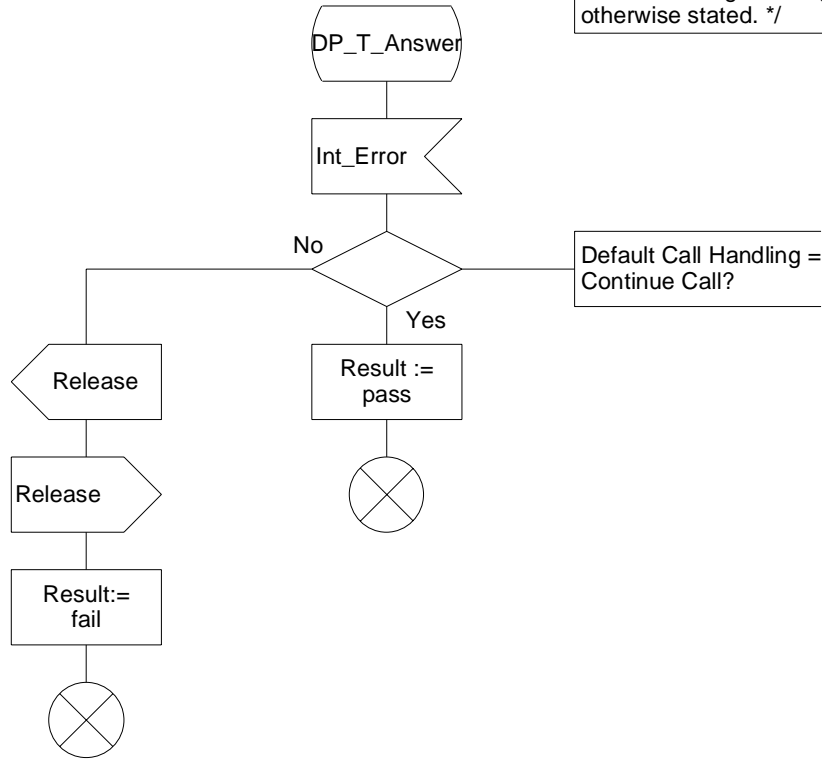 otherwise stated. */
DP_T_Answer
Int_Error
No
Default Call Handling =
Continue Call?
Yes
Release
Result :=
pass
Release
Result:=
fail